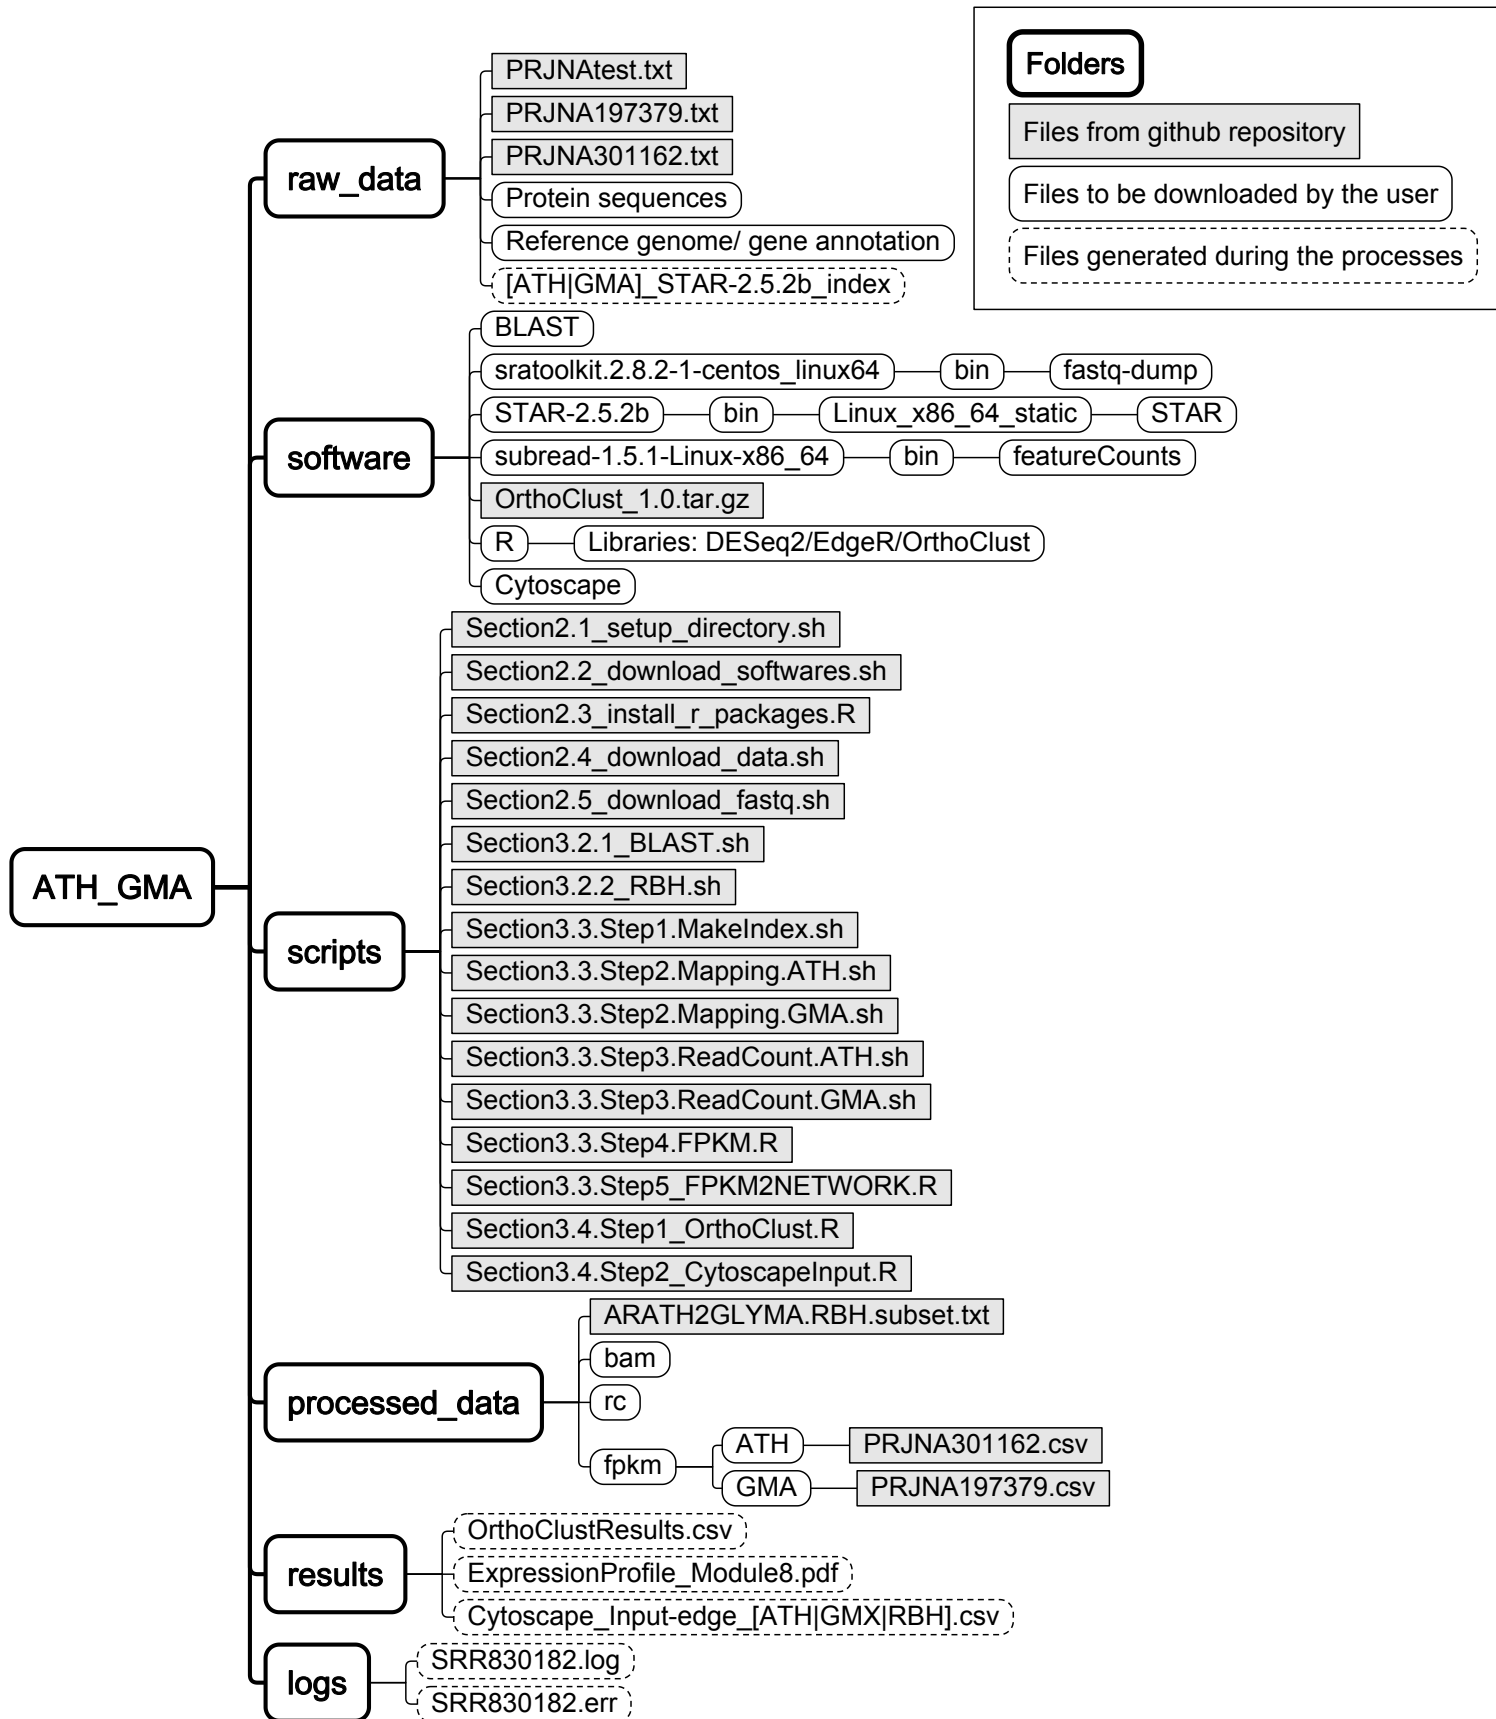 Folders
Files from github repository
Files to be downloaded by the user
Files generated during the processes
ATH_GMA
raw_data
PRJNAtest.txt
PRJNA197379.txt
PRJNA301162.txt
Protein sequences
Reference genome/ gene annotation
[ATH|GMA]_STAR-2.5.2b_index
software
BLAST
sratoolkit.2.8.2-1-centos_linux64
bin
fastq-dump
STAR-2.5.2b
bin
Linux_x86_64_static
STAR
subread-1.5.1-Linux-x86_64
bin
featureCounts
OrthoClust_1.0.tar.gz
R
Libraries: DESeq2/EdgeR/OrthoClust
Cytoscape
scripts
Section2.1_setup_directory.sh
Section2.2_download_softwares.sh
Section2.3_install_r_packages.R
Section2.4_download_data.sh
Section2.5_download_fastq.sh
Section3.2.1_BLAST.sh
Section3.2.2_RBH.sh
Section3.3.Step1.MakeIndex.sh
Section3.3.Step2.Mapping.ATH.sh
Section3.3.Step2.Mapping.GMA.sh
Section3.3.Step3.ReadCount.ATH.sh
Section3.3.Step3.ReadCount.GMA.sh
Section3.3.Step4.FPKM.R
Section3.3.Step5_FPKM2NETWORK.R
Section3.4.Step1_OrthoClust.R
Section3.4.Step2_CytoscapeInput.R
processed_data
ARATH2GLYMA.RBH.subset.txt
bam
rc
fpkm
ATH
PRJNA301162.csv
GMA
PRJNA197379.csv
results
OrthoClustResults.csv
ExpressionProfile_Module8.pdf
Cytoscape_Input-edge_[ATH|GMX|RBH].csv
logs
SRR830182.log
SRR830182.err